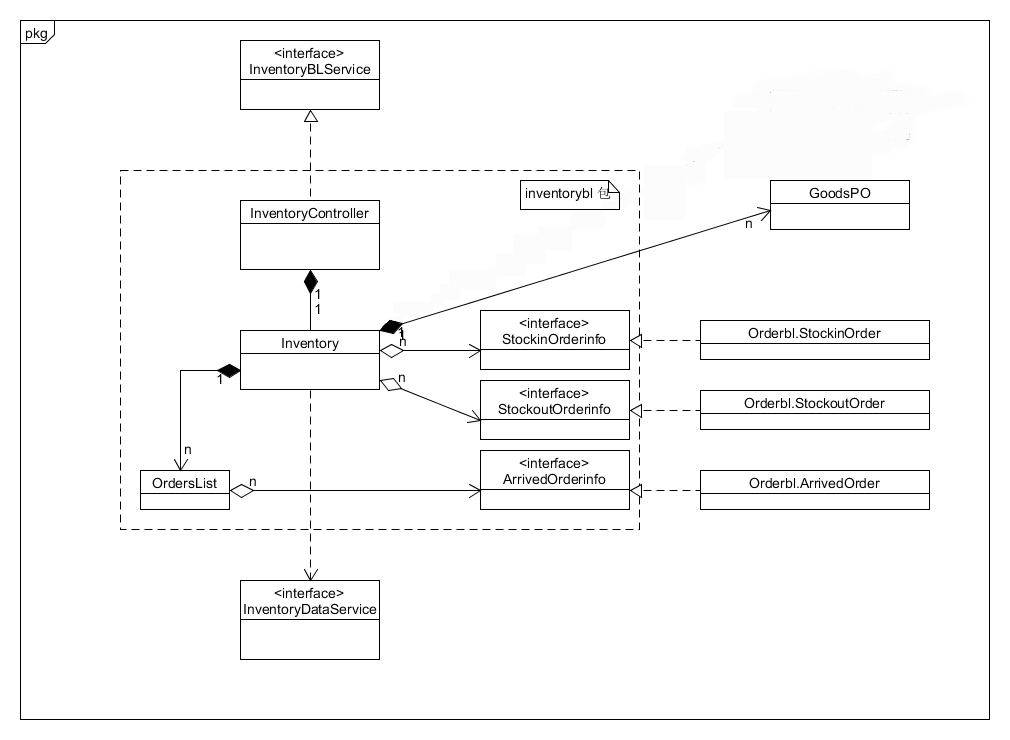 pkg
<interface>
InventoryBLService
inventorybl 包
InventoryController
GoodsPO
n
1
1
<interface>
StockinOrderinfo
Orderbl.StockinOrder
Inventory
1
n
1
n
<interface>
StockoutOrderinfo
Orderbl.StockoutOrder
n
<interface>
ArrivedOrderinfo
OrdersList
n
Orderbl.ArrivedOrder
<interface>
InventoryDataService